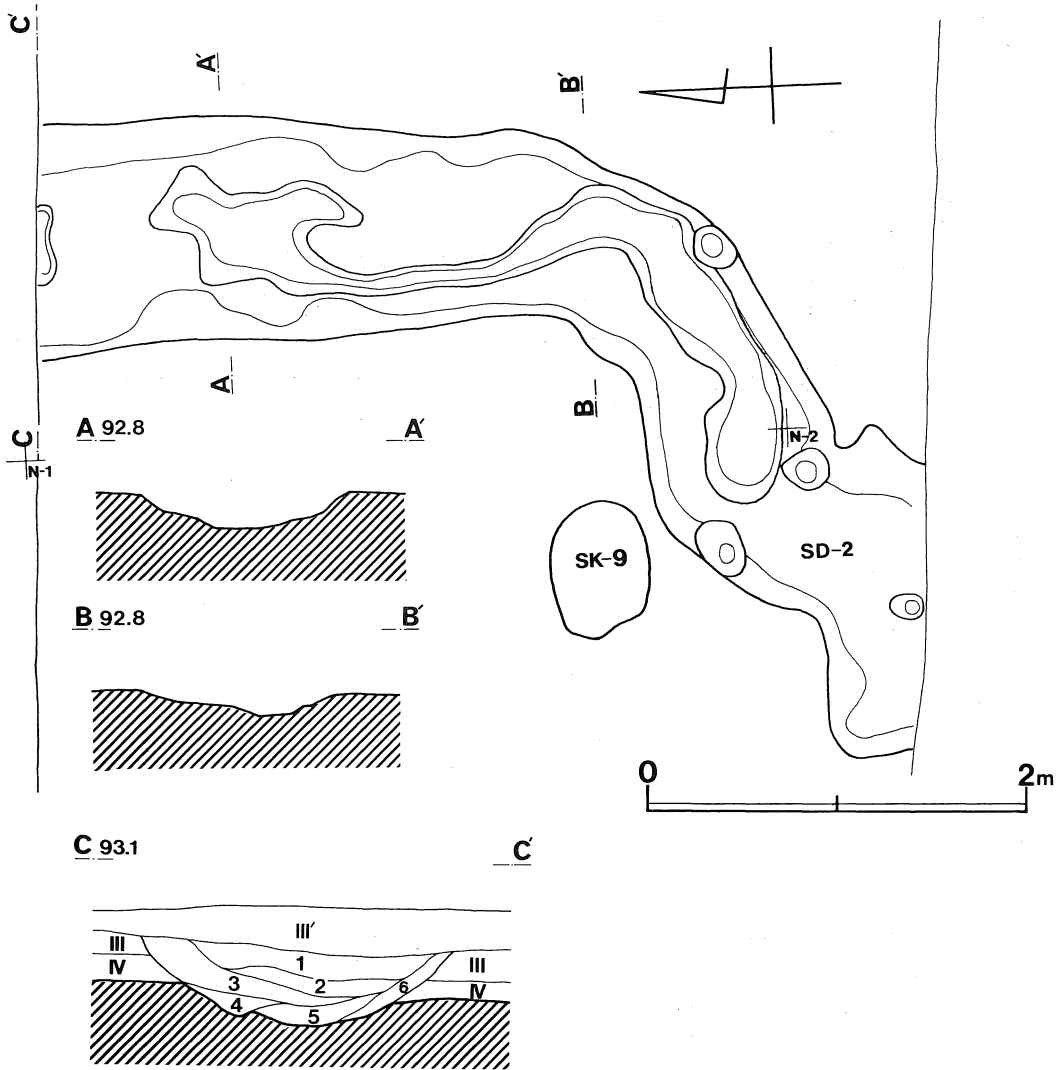 C′
A′
B′
A
B
C
N-1
N-2
SK-9
SD-2
A 92.8 A′
B 92.8 B′
0 2m
C 93.1 C′
III′
III 1 III
IV 3 2 6 IV
4 5